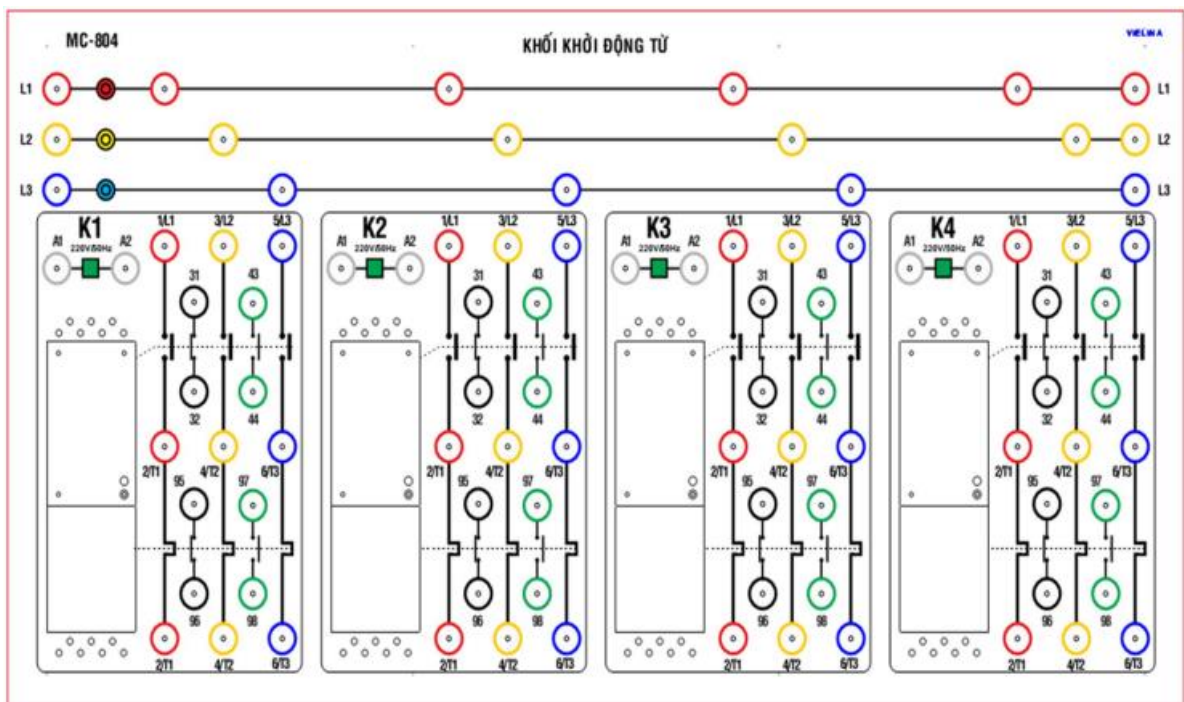 MC-804 KHỐI KHỞI ĐỘNG TỪ VIELINA
L1 L1
L2 L2
L3 L3
K1 1/L1 3/L2 5/L3 K2 1/L1 3/L2 5/L3 K3 1/L1 3/L2 5/L3 K4 1/L1 3/L2 5/L3
A1 220V/50Hz A2 A1 220V/50Hz A2 A1 220V/50Hz A2 A1 220V/50Hz A2
31 43 31 43 31 43 31 43
32 44 32 44 32 44 32 44
2/T1 4/T2 6/T3 2/T1 4/T2 6/T3 2/T1 4/T2 6/T3 2/T1 4/T2 6/T3
95 97 95 97 95 97 95 97
96 98 96 98 96 98 96 98
2/T1 4/T2 6/T3 2/T1 4/T2 6/T3 2/T1 4/T2 6/T3 2/T1 4/T2 6/T3